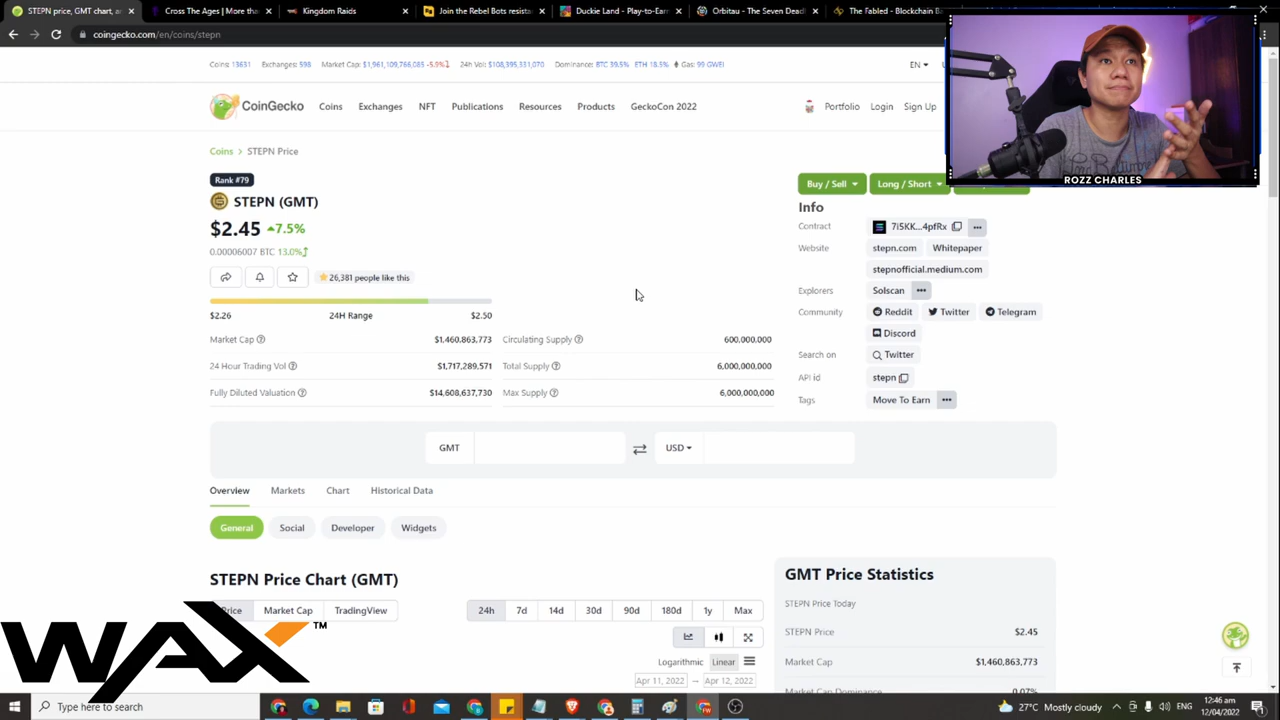 STEPN price, GMT chart, an
Cross The Ages | More tha
Kingdom Raids
Join the Rebel Bots resist
Duckie Land - Play-to-Earn
Orbitau - The Seven Deadl
The Fabled - Blockchain Ba
coingecko.com/en/coins/stepn
Coins: 13631 Exchanges: 598 Market Cap: $1,961,109,766,085 -5.9% 24h Vol: $108,395,331,070 Dominance: BTC 39.5% ETH 18.5% Gas: 99 GWEI
EN
CoinGecko Coins Exchanges NFT Publications Resources Products GeckoCon 2022 Portfolio Login Sign Up
ROZZ CHARLES
Coins > STEPN Price
Rank #79
STEPN (GMT)
$2.45 7.5%
0.00006007 BTC 13.0%
26,381 people like this
$2.26 24H Range $2.50
Market Cap $1,460,863,773 Circulating Supply 600,000,000
24 Hour Trading Vol $1,717,289,571 Total Supply 6,000,000,000
Fully Diluted Valuation $14,608,637,730 Max Supply 6,000,000,000
Buy / Sell Long / Short
Info
Contract 7i5KK...4pfRx
Website stepn.com Whitepaper
stepnofficial.medium.com
Explorers Solscan
Community Reddit Twitter Telegram
Discord
Search on Twitter
API id stepn
Tags Move To Earn
GMT USD
Overview Markets Chart Historical Data
General Social Developer Widgets
STEPN Price Chart (GMT)
Price Market Cap TradingView 24h 7d 14d 30d 90d 180d 1y Max
Logarithmic Linear
Apr 11, 2022 → Apr 12, 2022
GMT Price Statistics
STEPN Price Today
STEPN Price $2.45
Market Cap $1,460,863,773
Market Cap Dominance 0.07%
WAX ™
Type here to search
27°C Mostly cloudy ENG 12:46 am
12/04/2022